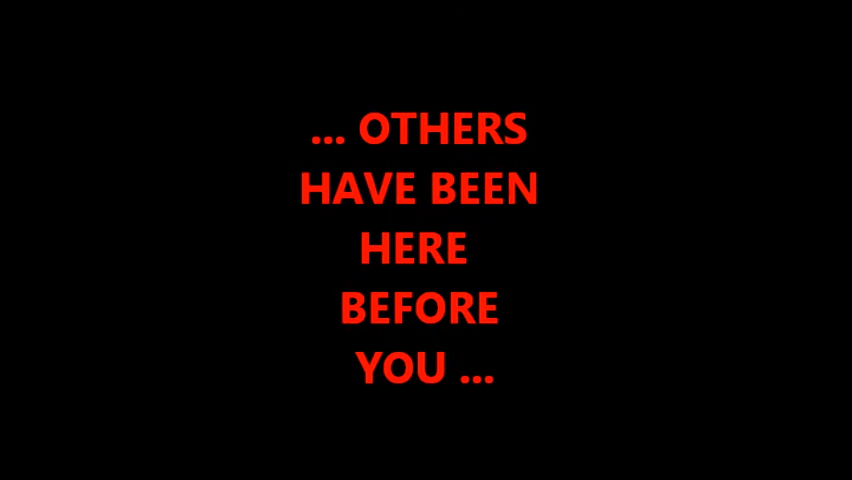 ... OTHERS
HAVE BEEN
HERE
BEFORE
YOU ...